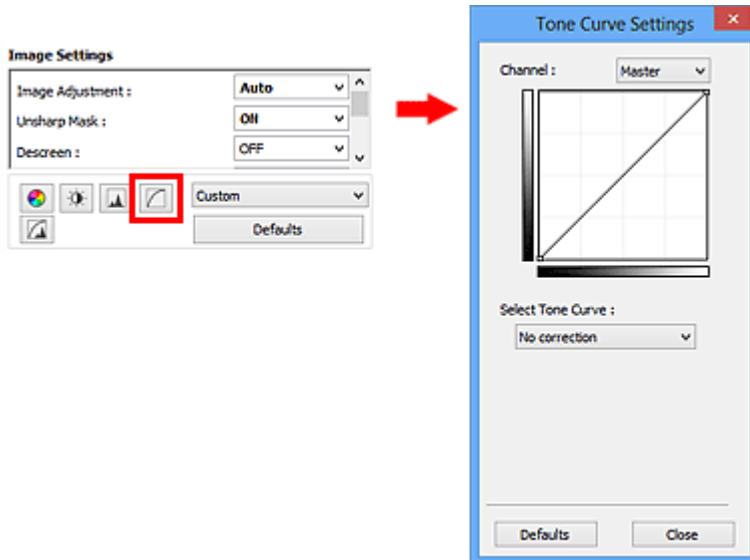 Image Settings
Image Adjustment : Auto
Unsharp Mask : ON
Descreen : OFF
Custom
Defaults
Tone Curve Settings
Channel : Master
Select Tone Curve :
No correction
Defaults Close